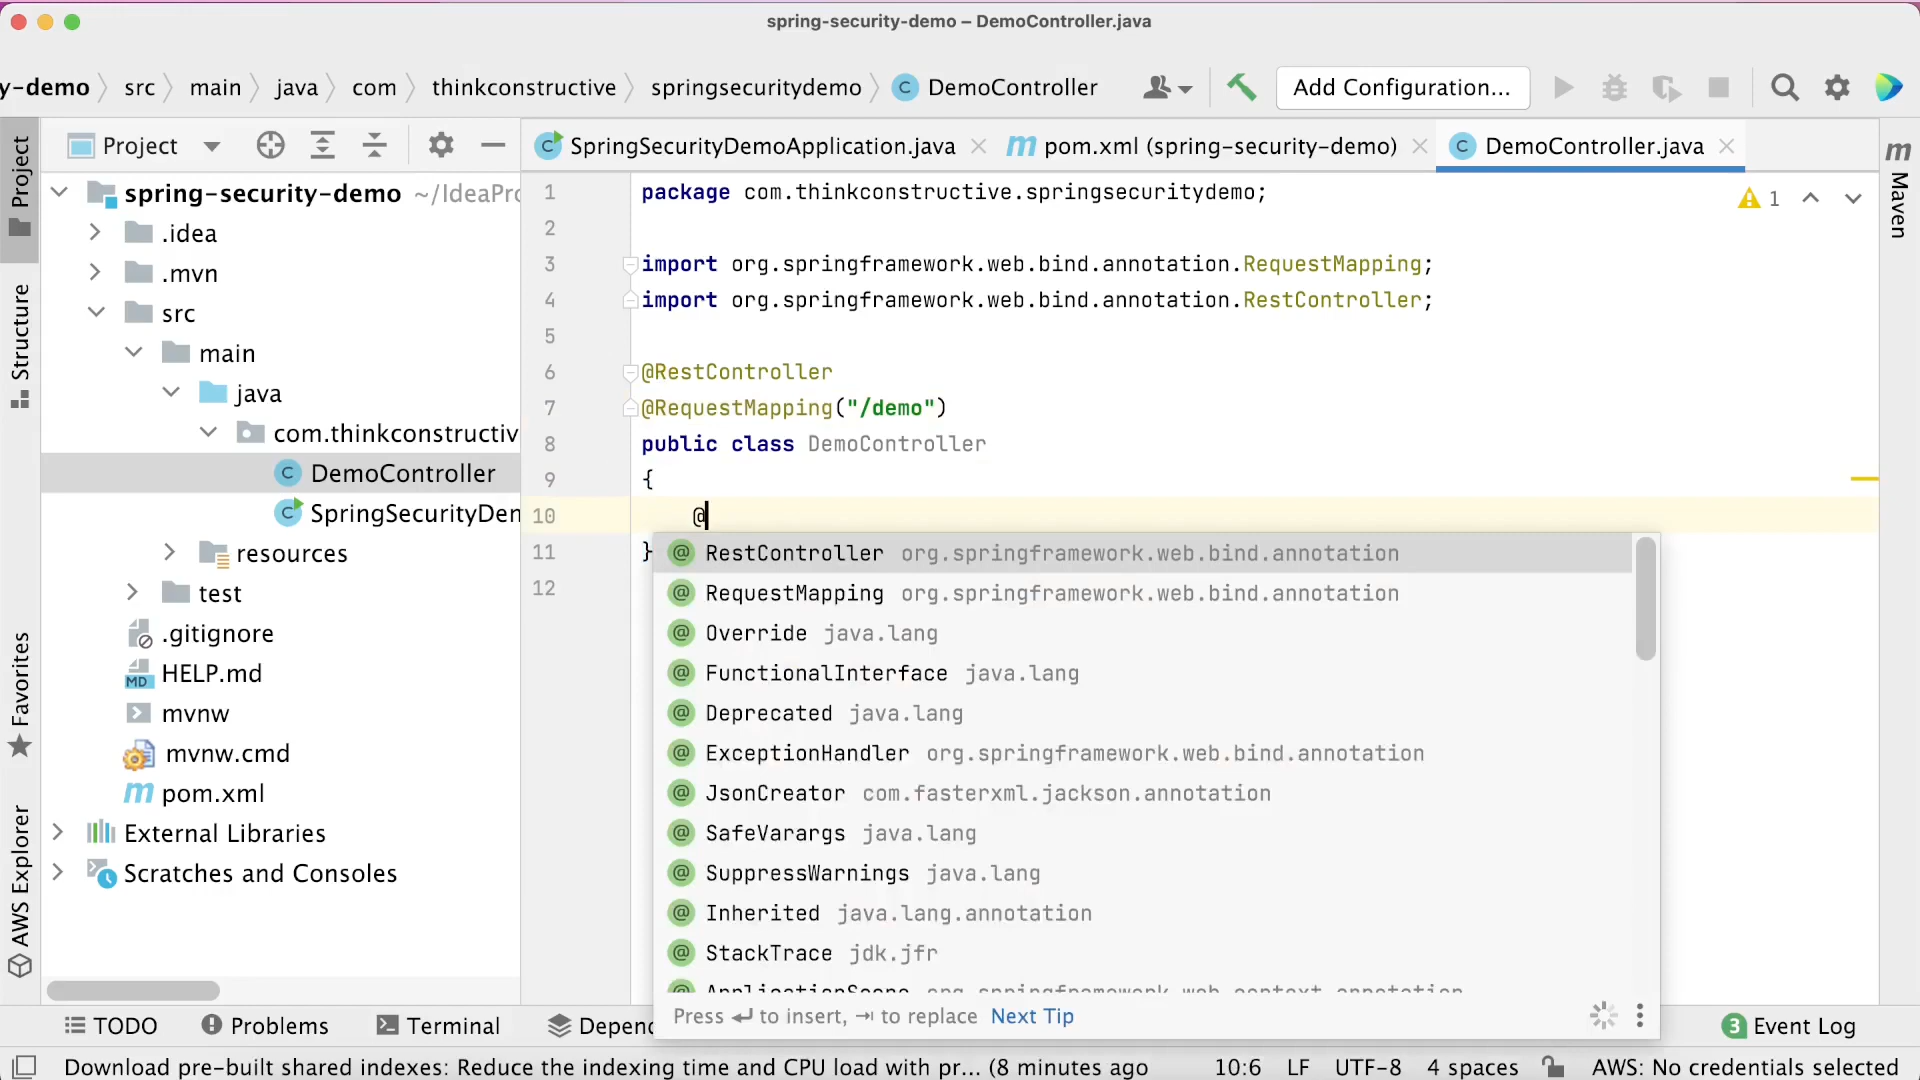 spring-security-demo – DemoController.java
y-demo src main java com thinkconstructive springsecuritydemo C DemoController Add Configuration...
Project
SpringSecurityDemoApplication.java
pom.xml (spring-security-demo)
DemoController.java
Project
Structure
Favorites
AWS Explorer
Maven
spring-security-demo ~/IdeaPro
.idea
.mvn
src
main
java
com.thinkconstructiv
DemoController
SpringSecurityDen
resources
test
.gitignore
HELP.md
mvnw
mvnw.cmd
pom.xml
External Libraries
Scratches and Consoles
1
1 package com.thinkconstructive.springsecuritydemo;
2
3 import org.springframework.web.bind.annotation.RequestMapping;
4 import org.springframework.web.bind.annotation.RestController;
5
6 @RestController
7 @RequestMapping("/demo")
8 public class DemoController
9 {
10 @
11 }
12
@ RestController org.springframework.web.bind.annotation
@ RequestMapping org.springframework.web.bind.annotation
@ Override java.lang
@ FunctionalInterface java.lang
@ Deprecated java.lang
@ ExceptionHandler org.springframework.web.bind.annotation
@ JsonCreator com.fasterxml.jackson.annotation
@ SafeVarargs java.lang
@ SuppressWarnings java.lang
@ Inherited java.lang.annotation
@ StackTrace jdk.jfr
@ ApplicationScope org.springframework.web.context.annotation
Press ↵ to insert, ⇥ to replace Next Tip
TODO Problems Terminal Depend 3 Event Log
Download pre-built shared indexes: Reduce the indexing time and CPU load with pr... (8 minutes ago 10:6 LF UTF-8 4 spaces AWS: No credentials selected